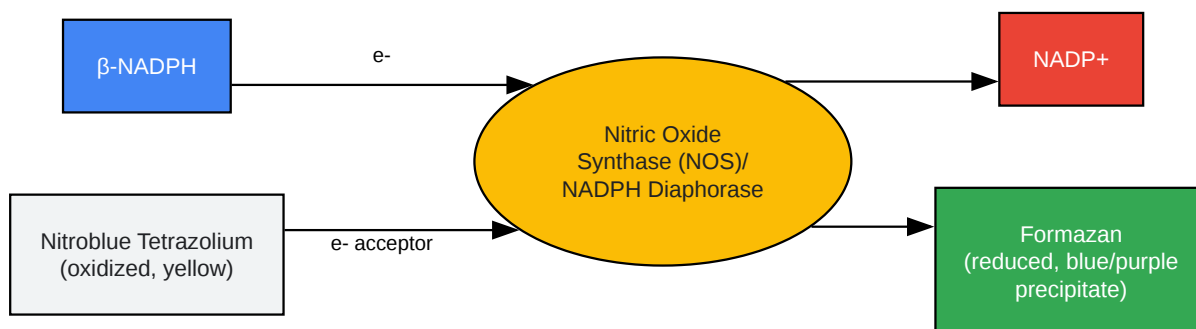 β-NADPH
e-
NADP+
Nitric Oxide
Synthase (NOS)/
NADPH Diaphorase
Nitroblue Tetrazolium
(oxidized, yellow)
e- acceptor
Formazan
(reduced, blue/purple
precipitate)